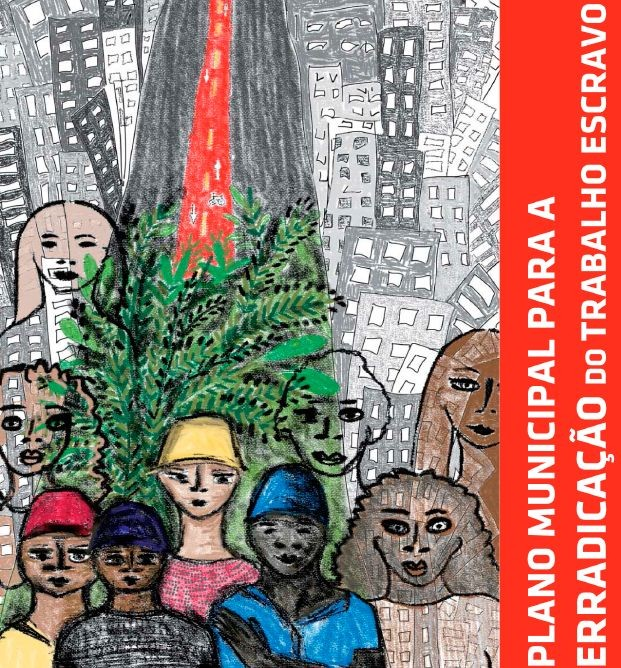 PLANO MUNICIPAL PARA A
ERRADICAÇÃO DO TRABALHO ESCRAVO